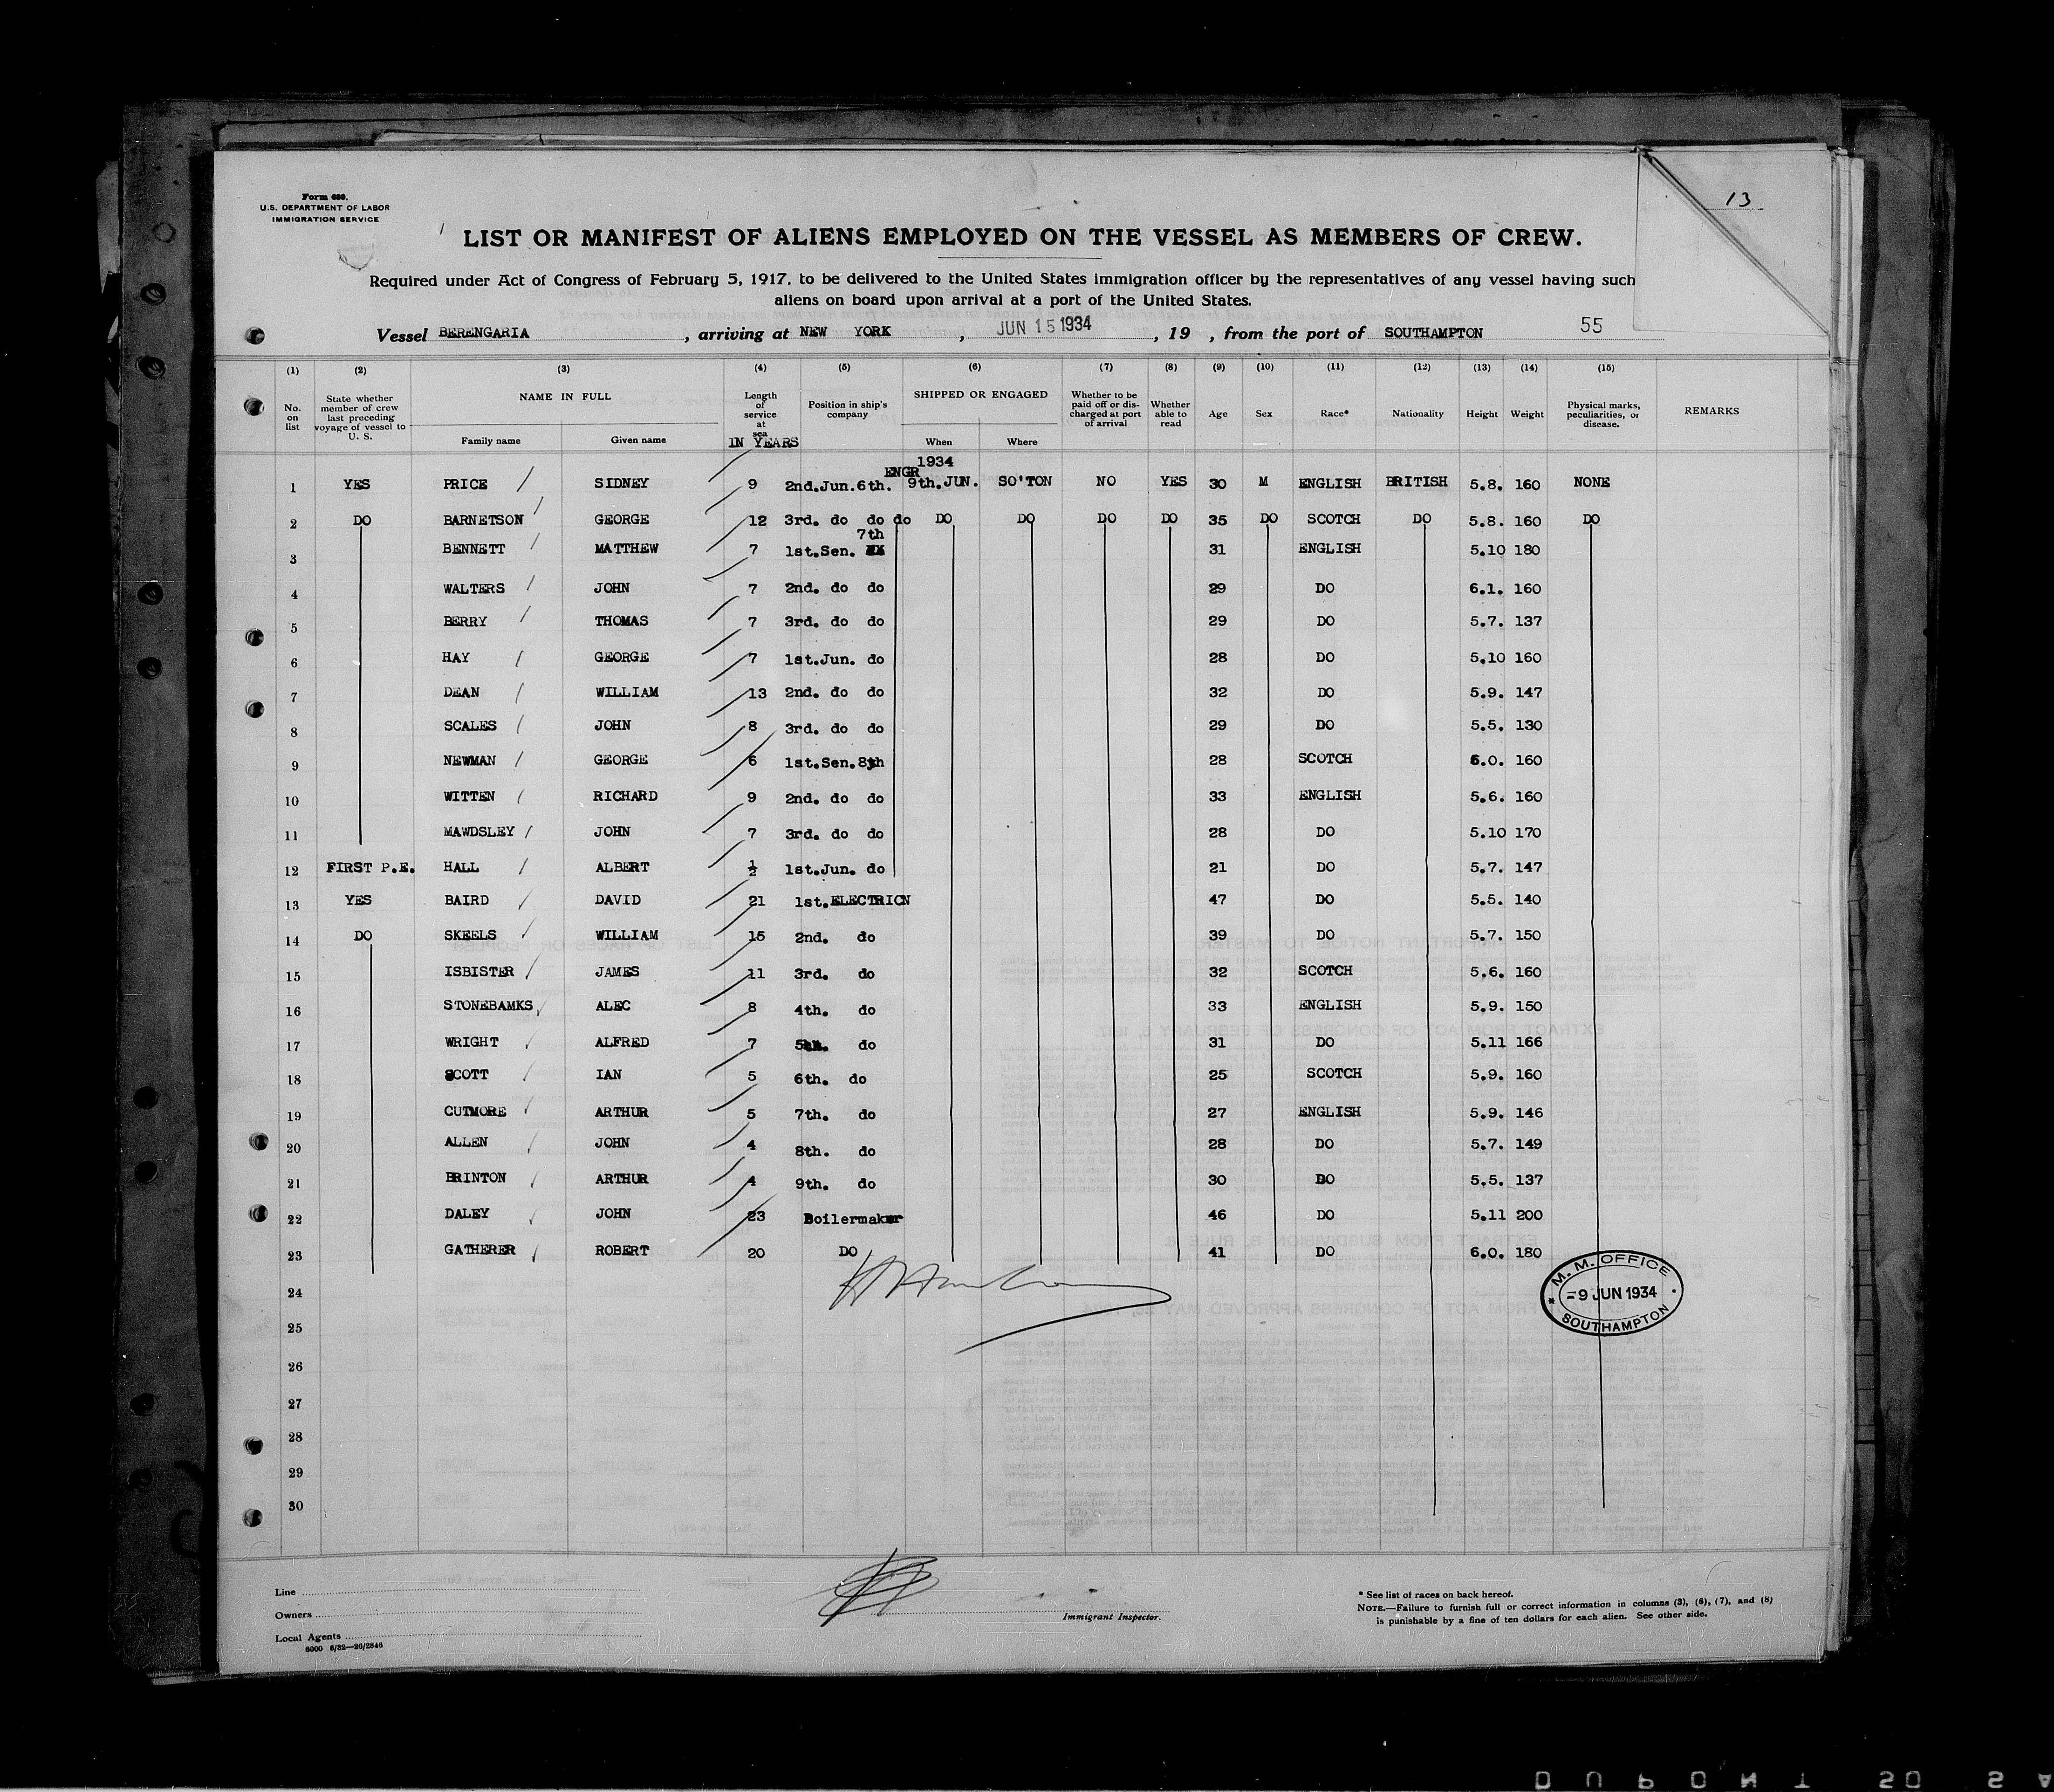 13
Form 680.
U.S. DEPARTMENT OF LABOR
IMMIGRATION SERVICE
LIST OR MANIFEST OF ALIENS EMPLOYED ON THE VESSEL AS MEMBERS OF CREW.
Required under Act of Congress of February 5, 1917, to be delivered to the United States immigration officer by the representatives of any vessel having such
aliens on board upon arrival at a port of the United States.
Vessel BERENGARIA , arriving at NEW YORK , JUN 15 1934 , 19 , from the port of SOUTHAMPTON 55
(1) (2) (3) (4) (5) (6) (7) (8) (9) (10) (11) (12) (13) (14) (15)
No. on list State whether member of crew last preceding voyage of vessel to U. S. NAME IN FULL Family name Given name Length of service at sea IN YEARS Position in ship's company SHIPPED OR ENGAGED When Where Whether to be paid off or discharged at port of arrival Whether able to read Age Sex Race* Nationality Height Weight Physical marks, peculiarities, or disease. REMARKS
1934
ENGR
1 YES PRICE SIDNEY 9 2nd.Jun.6th. 9th.JUN. SO'TON NO YES 30 M ENGLISH BRITISH 5.8. 160 NONE
2 DO BARNETSON GEORGE 12 3rd. do do do DO DO DO DO 35 DO SCOTCH DO 5.8. 160 DO
7th
3 BENNETT MATTHEW 7 1st.Sen. 31 ENGLISH 5.10 180
4 WALTERS JOHN 7 2nd. do do 29 DO 6.1. 160
5 BERRY THOMAS 7 3rd. do do 29 DO 5.7. 137
6 HAY GEORGE 7 1st.Jun. do 28 DO 5.10 160
7 DEAN WILLIAM 13 2nd. do do 32 DO 5.9. 147
8 SCALES JOHN 8 3rd. do do 29 DO 5.5. 130
9 NEWMAN GEORGE 6 1st.Sen.8th 28 SCOTCH 6.0. 160
10 WITTEN RICHARD 9 2nd. do do 33 ENGLISH 5.6. 160
11 MAWDSLEY JOHN 7 3rd. do do 28 DO 5.10 170
12 FIRST P.E. HALL ALBERT ½ 1st.Jun. do 21 DO 5.7. 147
13 YES BAIRD DAVID 21 1st.ELECTRICN 47 DO 5.5. 140
14 DO SKEELS WILLIAM 15 2nd. do 39 DO 5.7. 150
15 ISBISTER JAMES 11 3rd. do 32 SCOTCH 5.6. 160
16 STONEBAMKS ALEC 8 4th. do 33 ENGLISH 5.9. 150
17 WRIGHT ALFRED 7 5th. do 31 DO 5.11 166
18 SCOTT IAN 5 6th. do 25 SCOTCH 5.9. 160
19 CUTMORE ARTHUR 5 7th. do 27 ENGLISH 5.9. 146
20 ALLEN JOHN 4 8th. do 28 DO 5.7. 149
21 BRINTON ARTHUR 4 9th. do 30 DO 5.5. 137
22 DALEY JOHN 23 Boilermaker 46 DO 5.11 200
23 GATHERER ROBERT 20 DO 41 DO 6.0. 180
24
25
26
27
28
29
30
M. M. OFFICE
-9 JUN 1934
SOUTHAMPTON
Line
Owners
Local Agents
6000 6/32—26/2846
Immigrant Inspector.
* See list of races on back hereof.
NOTE.—Failure to furnish full or correct information in columns (3), (6), (7), and (8)
is punishable by a fine of ten dollars for each alien. See other side.